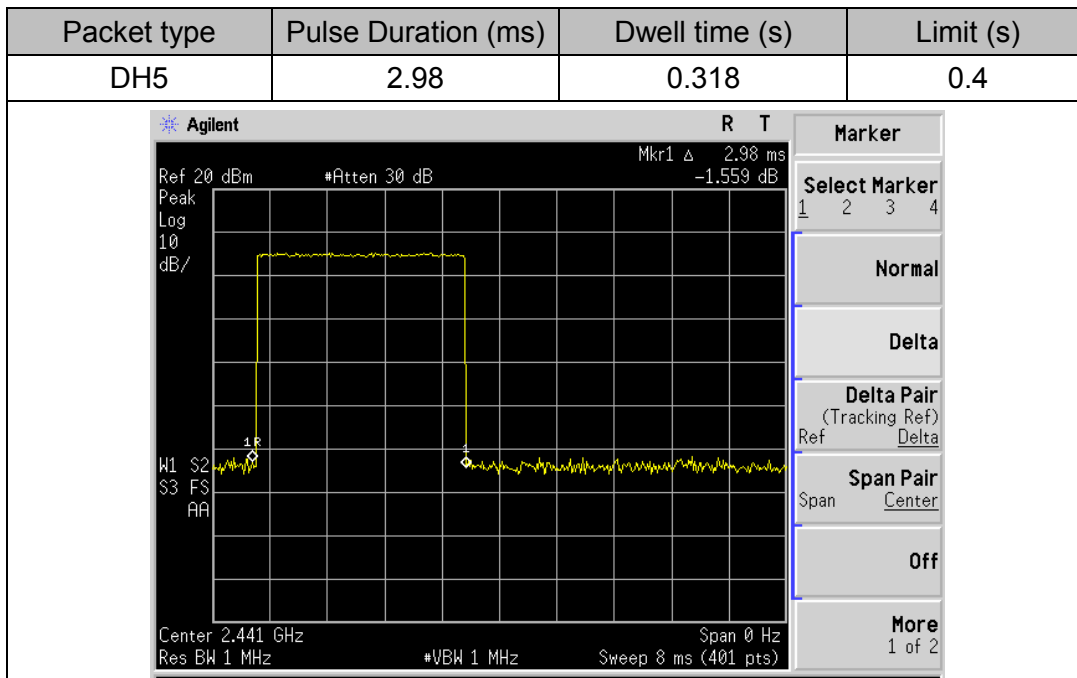 Packet type Pulse Duration (ms) Dwell time (s) Limit (s)
DH5 2.98 0.318 0.4
Agilent R T
Mkr1 Δ 2.98 ms
Ref 20 dBm #Atten 30 dB -1.559 dB
Peak
Log
10
dB/
1R
1
W1 S2
S3 FS
AA
Center 2.441 GHz Span 0 Hz
Res BW 1 MHz #VBW 1 MHz Sweep 8 ms (401 pts)
Marker
Select Marker
1 2 3 4
Normal
Delta
Delta Pair
(Tracking Ref)
Ref Delta
Span Pair
Span Center
Off
More
1 of 2